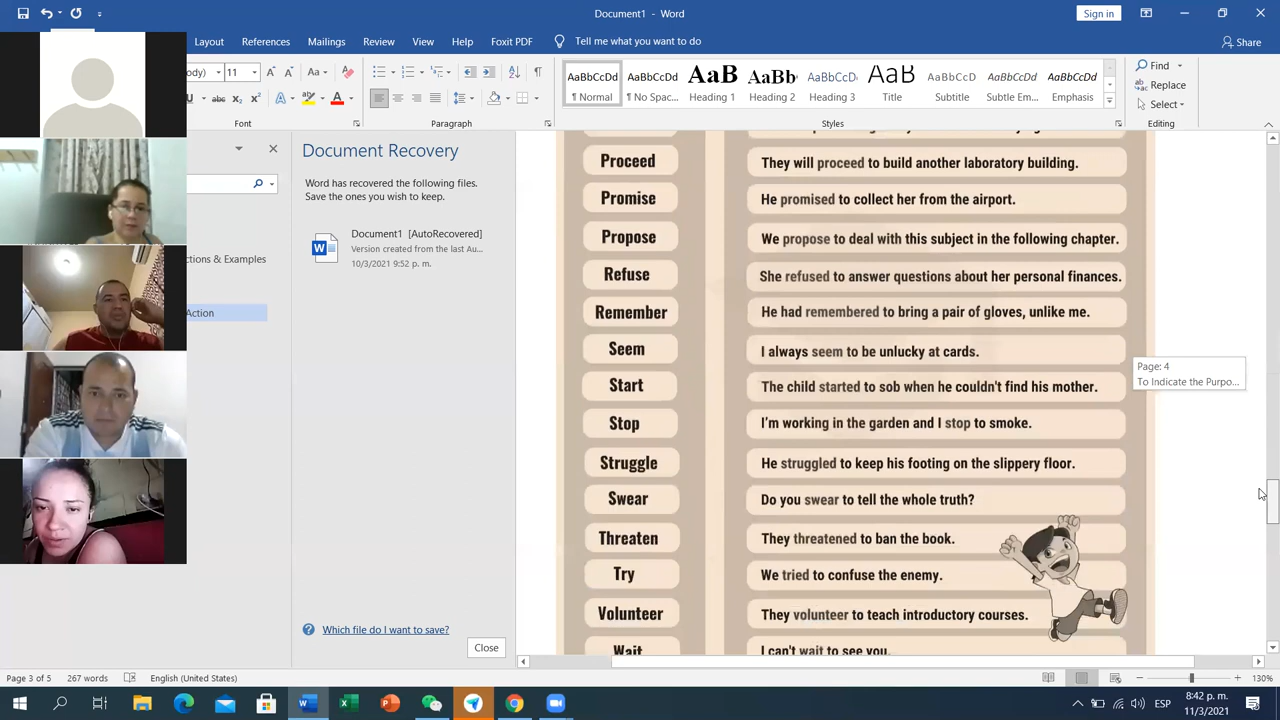 Document1 - Word
Sign in
Layout References Mailings Review View Help Foxit PDF Tell me what you want to do
Share
11
Aa
abc x₂ x² A A
AaBbCcDd AaBbCcDd AaB AaBb AaBbCcD AaB AaBbCcD AaBbCcDd AaBbCcDd
¶ Normal ¶ No Spac... Heading 1 Heading 2 Heading 3 Title Subtitle Subtle Em... Emphasis
Find
Replace
Select
Font Paragraph Styles Editing
Document Recovery
Word has recovered the following files.
Save the ones you wish to keep.
Document1 [AutoRecovered]
Version created from the last Au...
10/3/2021 9:52 p. m.
ctions & Examples
Action
Proceed They will proceed to build another laboratory building.
Promise He promised to collect her from the airport.
Propose We propose to deal with this subject in the following chapter.
Refuse She refused to answer questions about her personal finances.
Remember He had remembered to bring a pair of gloves, unlike me.
Seem I always seem to be unlucky at cards.
Start The child started to sob when he couldn't find his mother.
Stop I'm working in the garden and I stop to smoke.
Struggle He struggled to keep his footing on the slippery floor.
Swear Do you swear to tell the whole truth?
Threaten They threatened to ban the book.
Try We tried to confuse the enemy.
Volunteer They volunteer to teach introductory courses.
Wait I can't wait to see you.
Page: 4
To Indicate the Purpo...
Which file do I want to save?
Close
Page 3 of 5 267 words English (United States) 130%
ESP
8:42 p. m.
11/3/2021